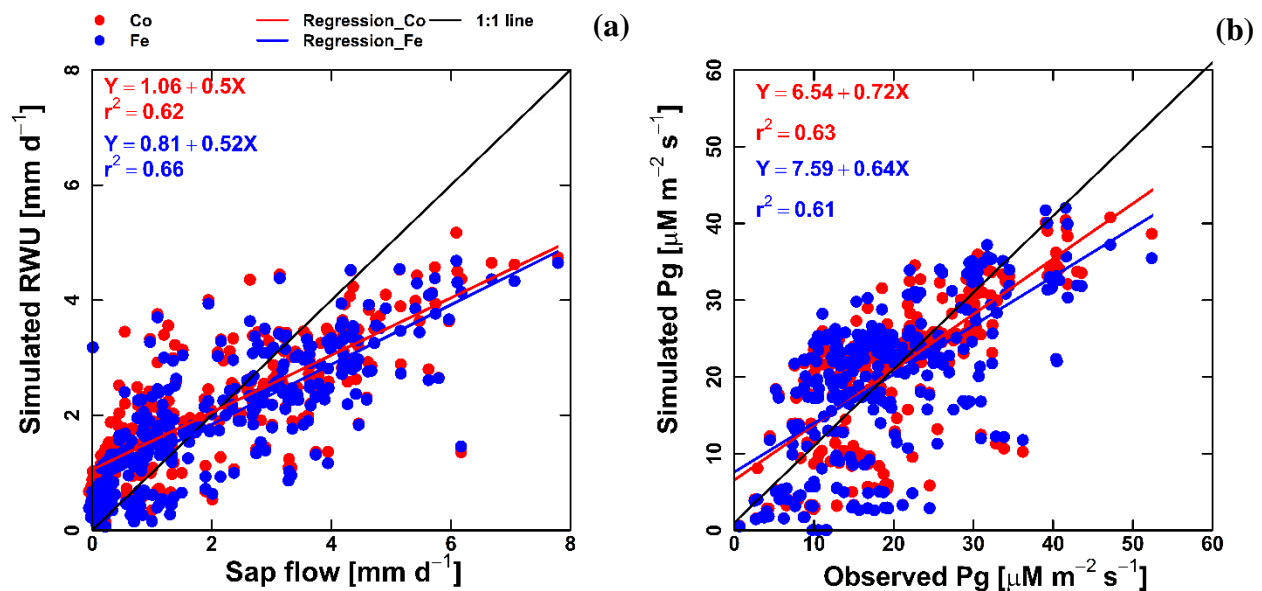 Co
Regression_Co
1:1 line
Fe
Regression_Fe
(a)
Y = 1.06 + 0.5X
r² = 0.62
Y = 0.81 + 0.52X
r² = 0.66
8
6
4
2
0
Simulated RWU [mm d⁻¹]
0 2 4 6 8
Sap flow [mm d⁻¹]
(b)
Y = 6.54 + 0.72X
r² = 0.63
Y = 7.59 + 0.64X
r² = 0.61
60
50
40
30
20
10
0
Simulated Pg [μM m⁻² s⁻¹]
0 10 20 30 40 50 60
Observed Pg [μM m⁻² s⁻¹]